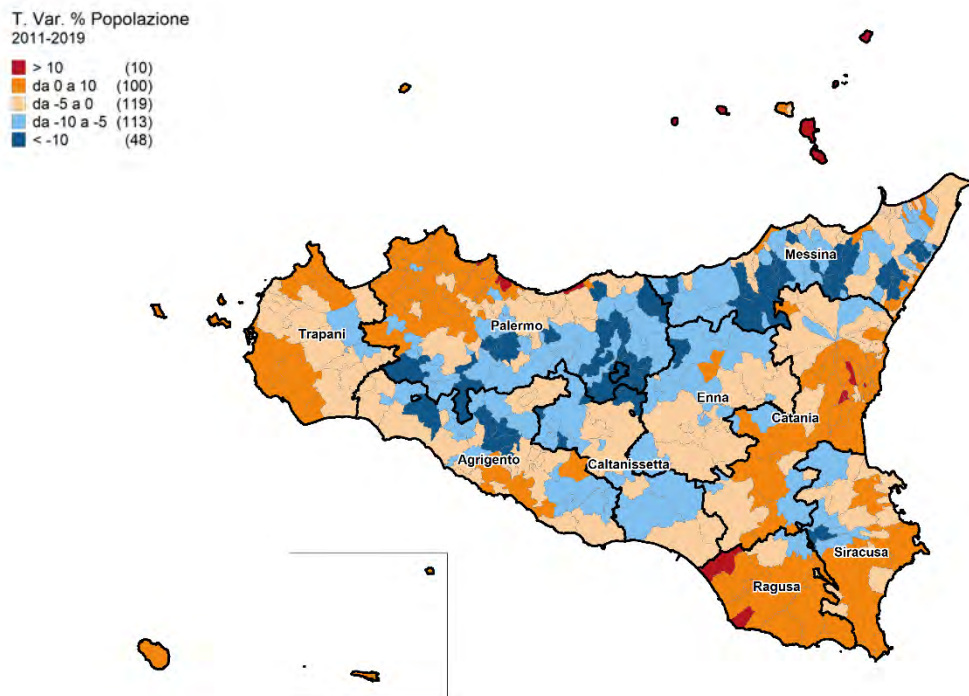 T. Var. % Popolazione
2011-2019
> 10 (10)
da 0 a 10 (100)
da -5 a 0 (119)
da -10 a -5 (113)
< -10 (48)
Messina
Palermo
Trapani
Enna
Catania
Agrigento
Caltanissetta
Siracusa
Ragusa